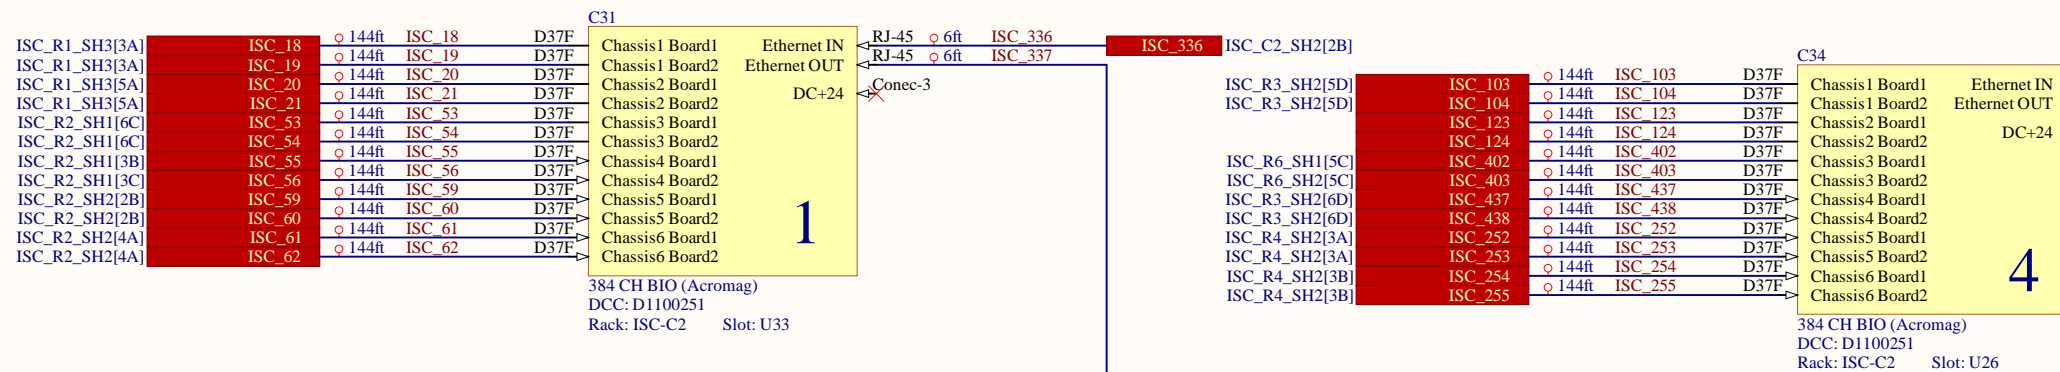 C31
ISC_R1_SH3[3A] ISC_18 144ft ISC_18 D37F Chassis1 Board1 Ethernet IN RJ-45 6ft ISC_336 ISC_336 ISC_C2_SH2[2B]
ISC_R1_SH3[3A] ISC_19 144ft ISC_19 D37F Chassis1 Board2 Ethernet OUT RJ-45 6ft ISC_337
ISC_R1_SH3[5A] ISC_20 144ft ISC_20 D37F Chassis2 Board1
ISC_R1_SH3[5A] ISC_21 144ft ISC_21 D37F Chassis2 Board2 DC+24 Conec-3
ISC_R2_SH1[6C] ISC_53 144ft ISC_53 D37F Chassis3 Board1
ISC_R2_SH1[6C] ISC_54 144ft ISC_54 D37F Chassis3 Board2
ISC_R2_SH1[3B] ISC_55 144ft ISC_55 D37F Chassis4 Board1
ISC_R2_SH1[3C] ISC_56 144ft ISC_56 D37F Chassis4 Board2
ISC_R2_SH2[2B] ISC_59 144ft ISC_59 D37F Chassis5 Board1
ISC_R2_SH2[2B] ISC_60 144ft ISC_60 D37F Chassis5 Board2
ISC_R2_SH2[4A] ISC_61 144ft ISC_61 D37F Chassis6 Board1
ISC_R2_SH2[4A] ISC_62 144ft ISC_62 D37F Chassis6 Board2
1
384 CH BIO (Acromag)
DCC: D1100251
Rack: ISC-C2 Slot: U33
C34
ISC_R3_SH2[5D] ISC_103 144ft ISC_103 D37F Chassis1 Board1 Ethernet IN
ISC_R3_SH2[5D] ISC_104 144ft ISC_104 D37F Chassis1 Board2 Ethernet OUT
ISC_123 144ft ISC_123 D37F Chassis2 Board1
ISC_124 144ft ISC_124 D37F Chassis2 Board2 DC+24
ISC_R6_SH1[5C] ISC_402 144ft ISC_402 D37F Chassis3 Board1
ISC_R6_SH2[5C] ISC_403 144ft ISC_403 D37F Chassis3 Board2
ISC_R3_SH2[6D] ISC_437 144ft ISC_437 D37F Chassis4 Board1
ISC_R3_SH2[6D] ISC_438 144ft ISC_438 D37F Chassis4 Board2
ISC_R4_SH2[3A] ISC_252 144ft ISC_252 D37F Chassis5 Board1
ISC_R4_SH2[3A] ISC_253 144ft ISC_253 D37F Chassis5 Board2
ISC_R4_SH2[3B] ISC_254 144ft ISC_254 D37F Chassis6 Board1
ISC_R4_SH2[3B] ISC_255 144ft ISC_255 D37F Chassis6 Board2
4
384 CH BIO (Acromag)
DCC: D1100251
Rack: ISC-C2 Slot: U26